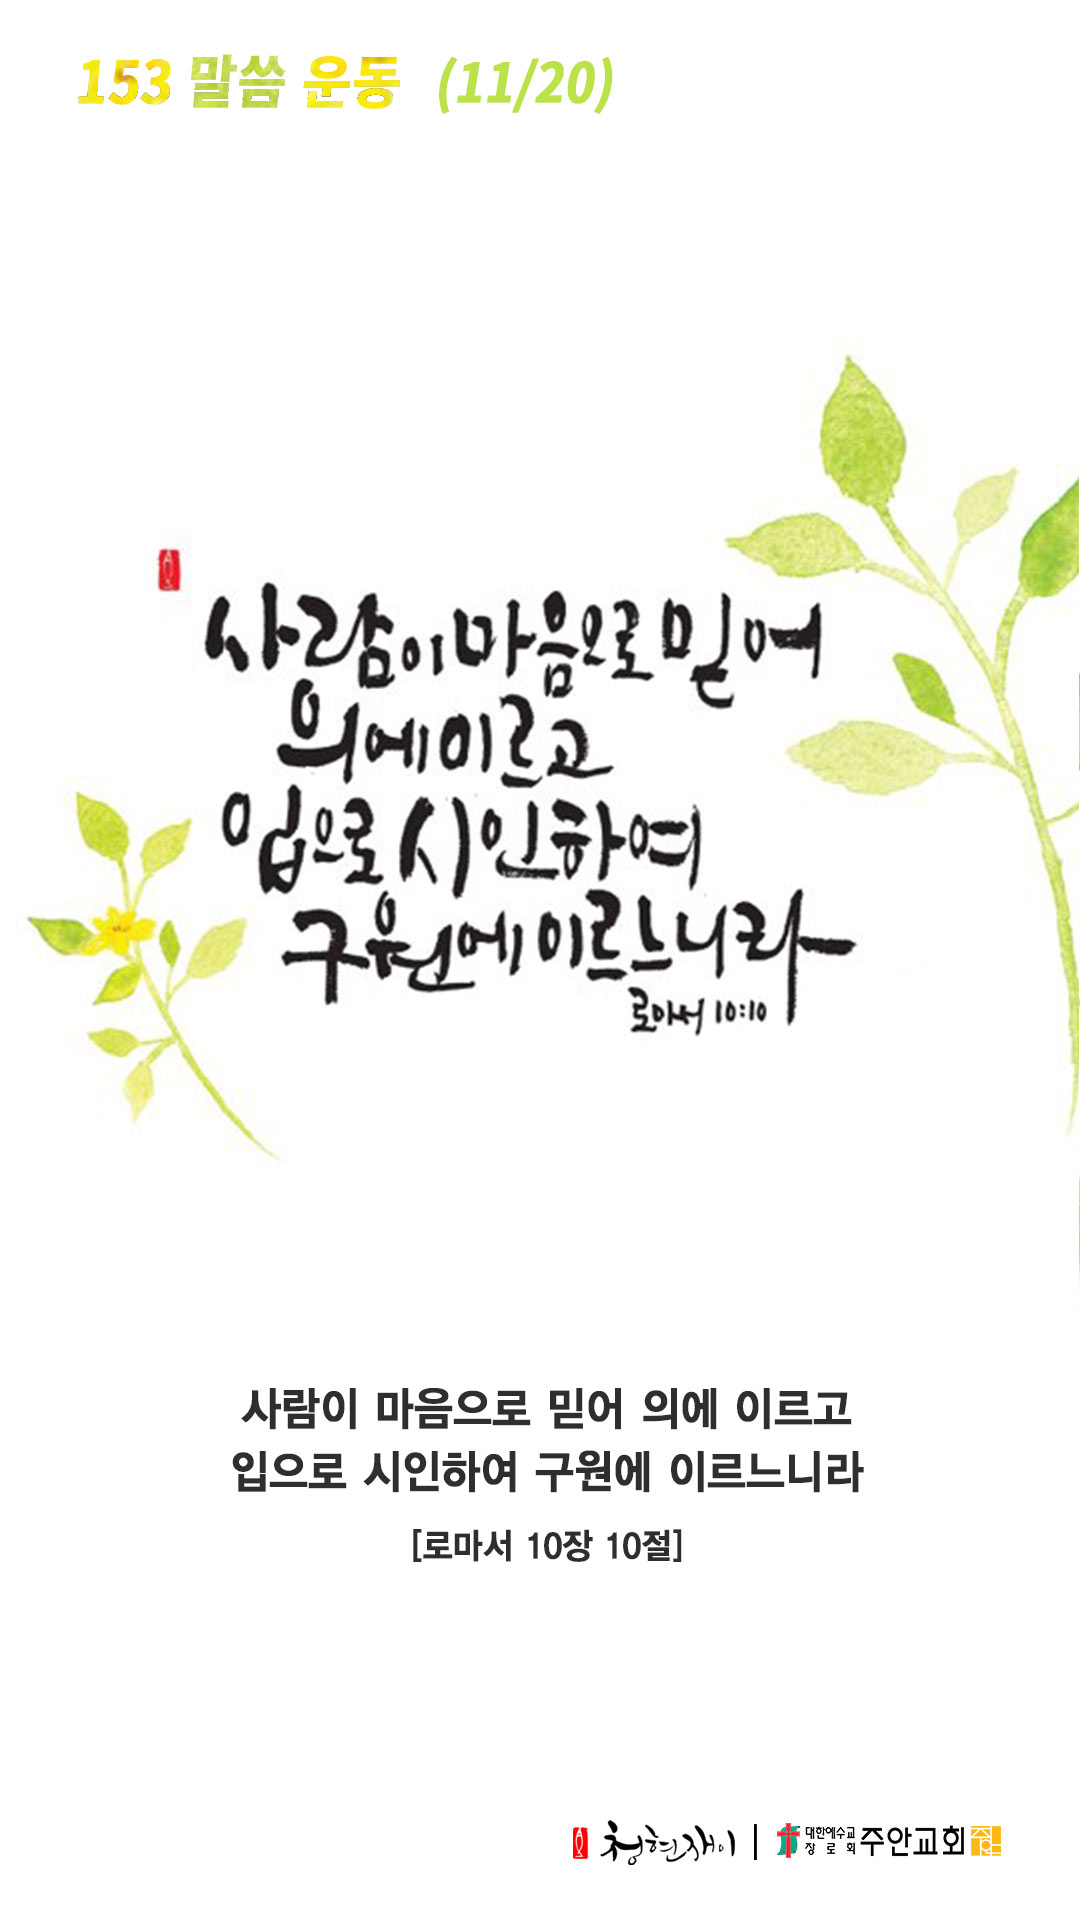 153 말씀 운동 (11/20)
사람이 마음으로 믿어
의에 이르고
입으로 시인하여
구원에 이르느니라
로마서 10:10
사람이 마음으로 믿어 의에 이르고
입으로 시인하여 구원에 이르느니라
[로마서 10장 10절]
청현재이 | 대한예수교 장로회 주안교회